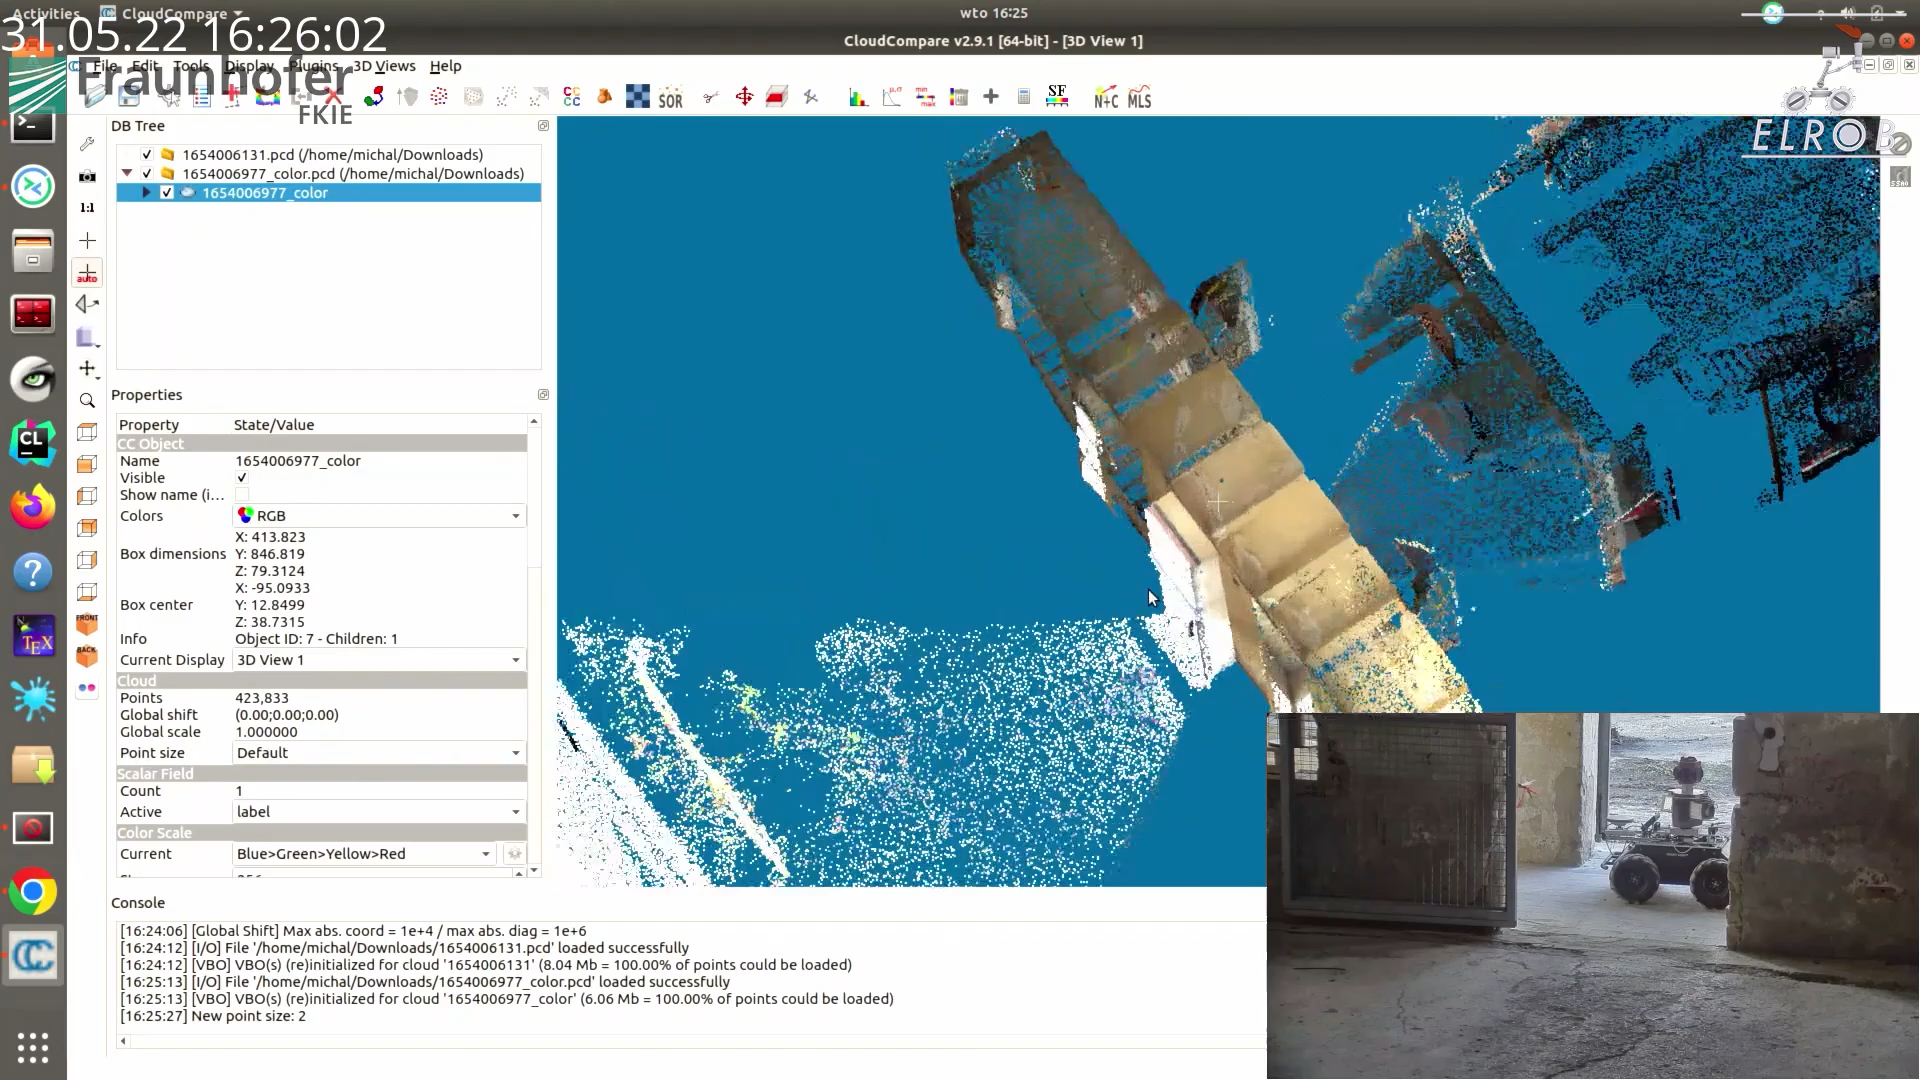 Activities CloudCompare wto 16:25
31.05.22 16:26:02
CloudCompare v2.9.1 [64-bit] - [3D View 1]
File Edit Tools Display Plugins 3D Views Help
Fraunhofer
FKIE
SOR
SF
N+C
MLS
ELROB
DB Tree
1654006131.pcd (/home/michal/Downloads)
1654006977_color.pcd (/home/michal/Downloads)
1654006977_color
1:1
auto
FRONT
BACK
CL
TEX
Properties
Property State/Value
CC Object
Name 1654006977_color
Visible
Show name (i...
Colors RGB
X: 413.823
Box dimensions Y: 846.819
Z: 79.3124
X: -95.0933
Box center Y: 12.8499
Z: 38.7315
Info Object ID: 7 - Children: 1
Current Display 3D View 1
Cloud
Points 423,833
Global shift (0.00;0.00;0.00)
Global scale 1.000000
Point size Default
Scalar Field
Count 1
Active label
Color Scale
Current Blue>Green>Yellow>Red
Console
[16:24:06] [Global Shift] Max abs. coord = 1e+4 / max abs. diag = 1e+6
[16:24:12] [I/O] File '/home/michal/Downloads/1654006131.pcd' loaded successfully
[16:24:12] [VBO] VBO(s) (re)initialized for cloud '1654006131' (8.04 Mb = 100.00% of points could be loaded)
[16:25:13] [I/O] File '/home/michal/Downloads/1654006977_color.pcd' loaded successfully
[16:25:13] [VBO] VBO(s) (re)initialized for cloud '1654006977_color' (6.06 Mb = 100.00% of points could be loaded)
[16:25:27] New point size: 2